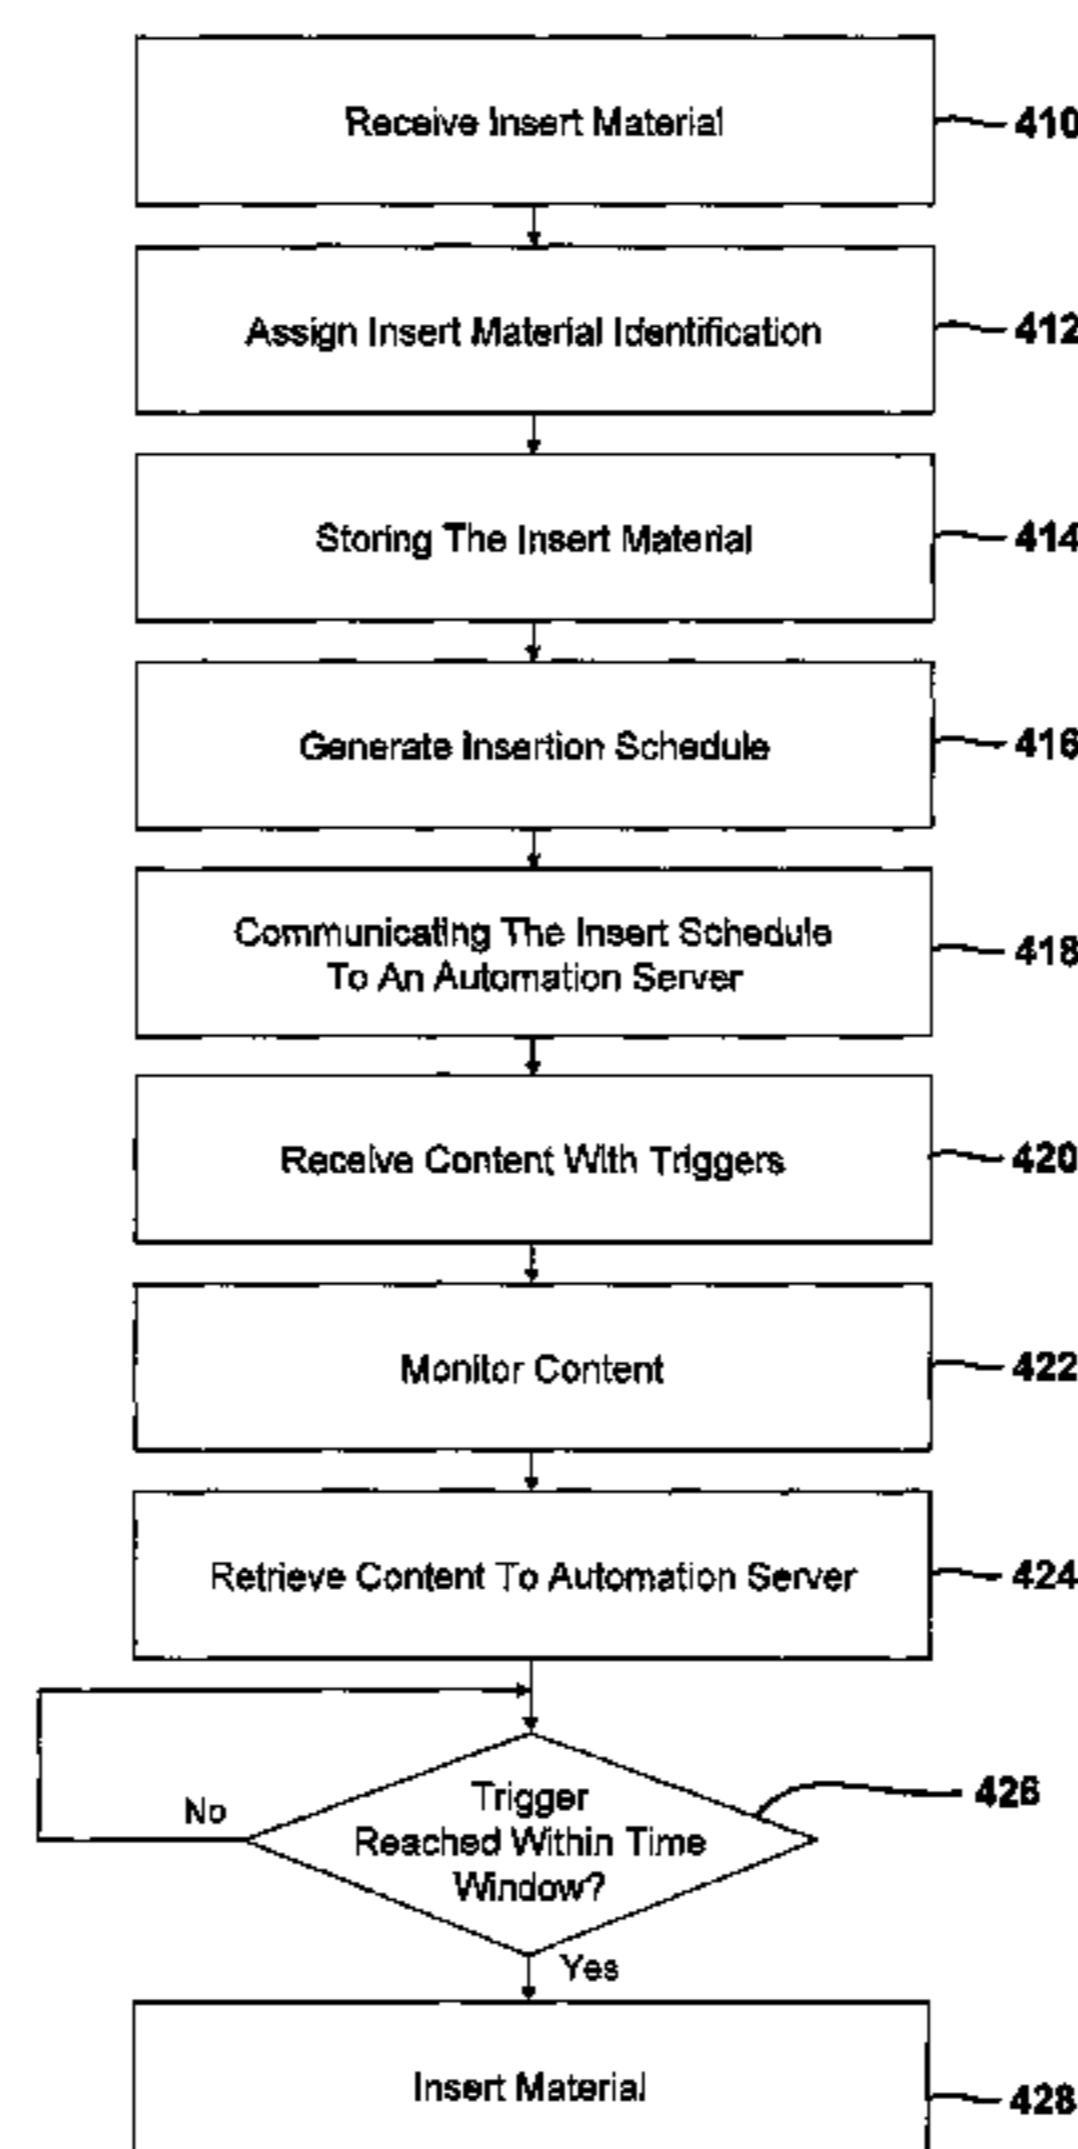 Receive Insert Material
410
Assign Insert Material Identification
412
Storing The Insert Material
414
Generate Insertion Schedule
416
Communicating The Insert Schedule
To An Automation Server
418
Receive Content With Triggers
420
Monitor Content
422
Retrieve Content To Automation Server
424
Trigger
Reached Within Time
Window?
426
No
Yes
Insert Material
428